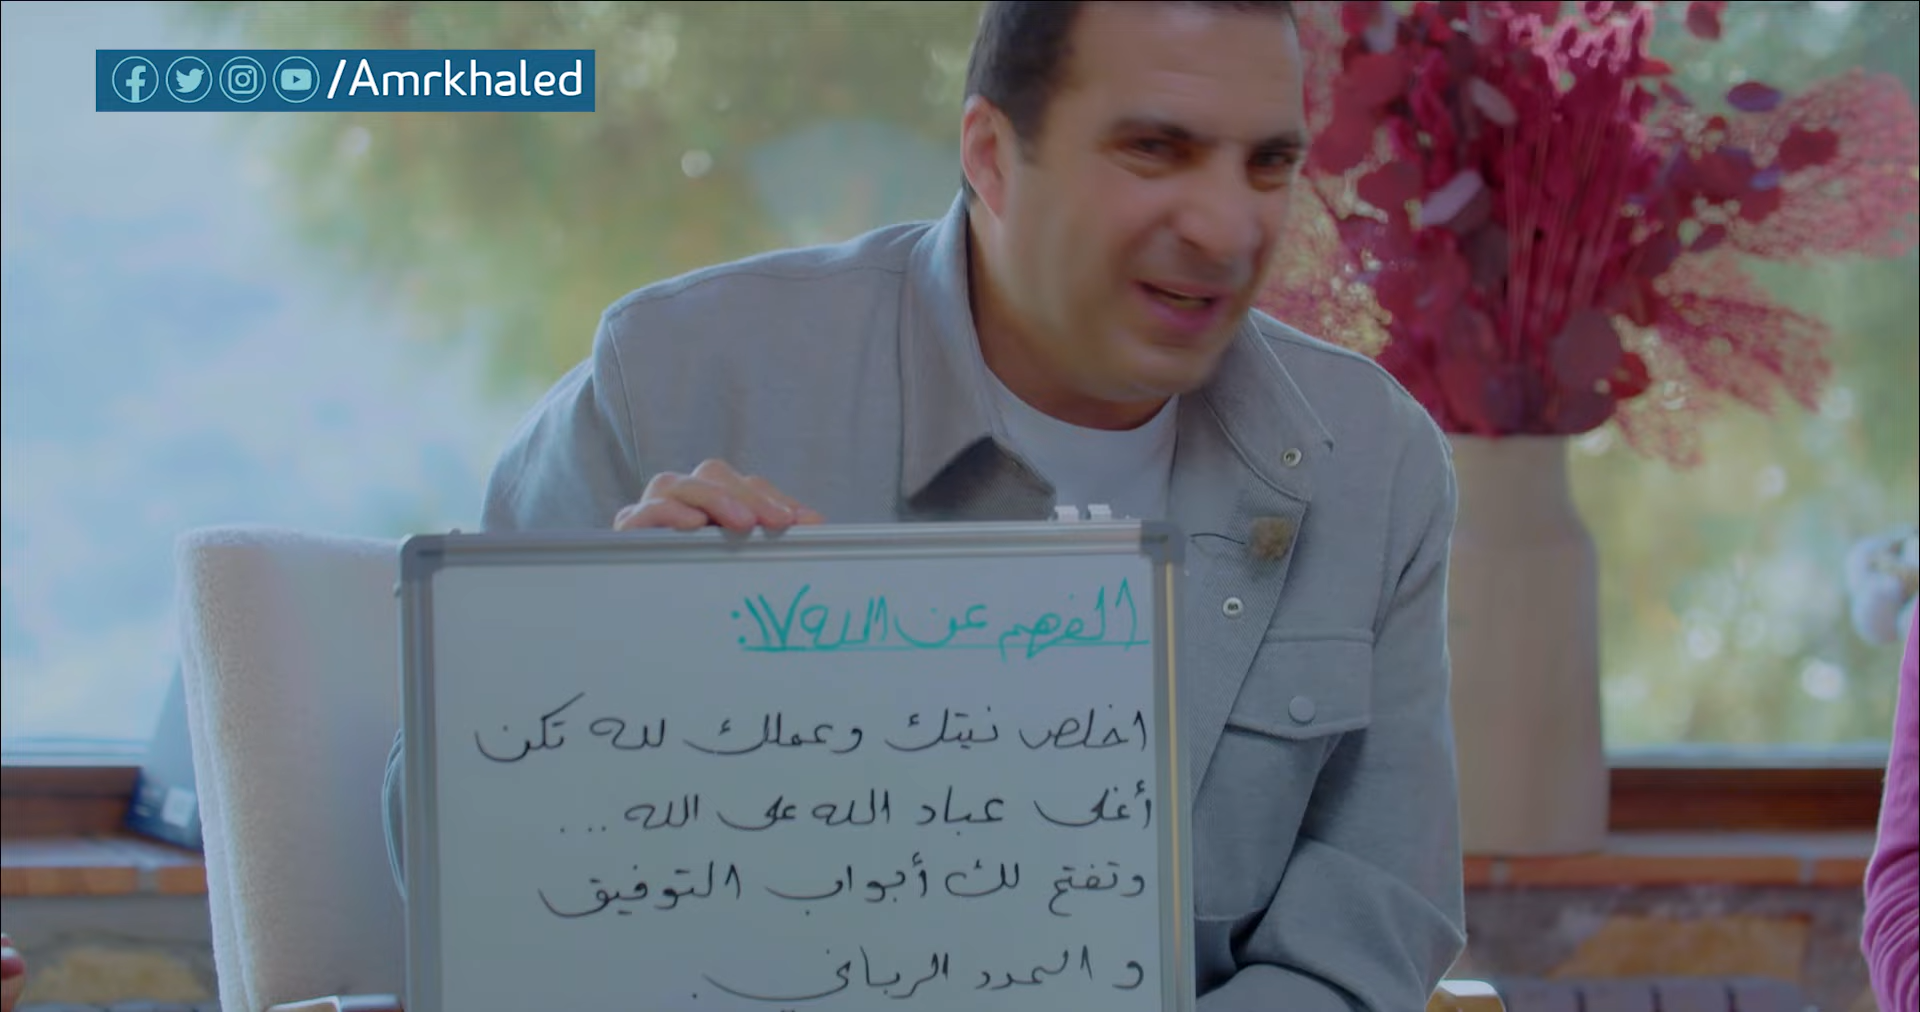 /Amrkhaled
الفهم عن الله ١٧:
اخلص نيتك وعملك لله تكن
أغلى عباد الله على الله ...
وتفتح لك أبواب التوفيق
و المدد الرباني .